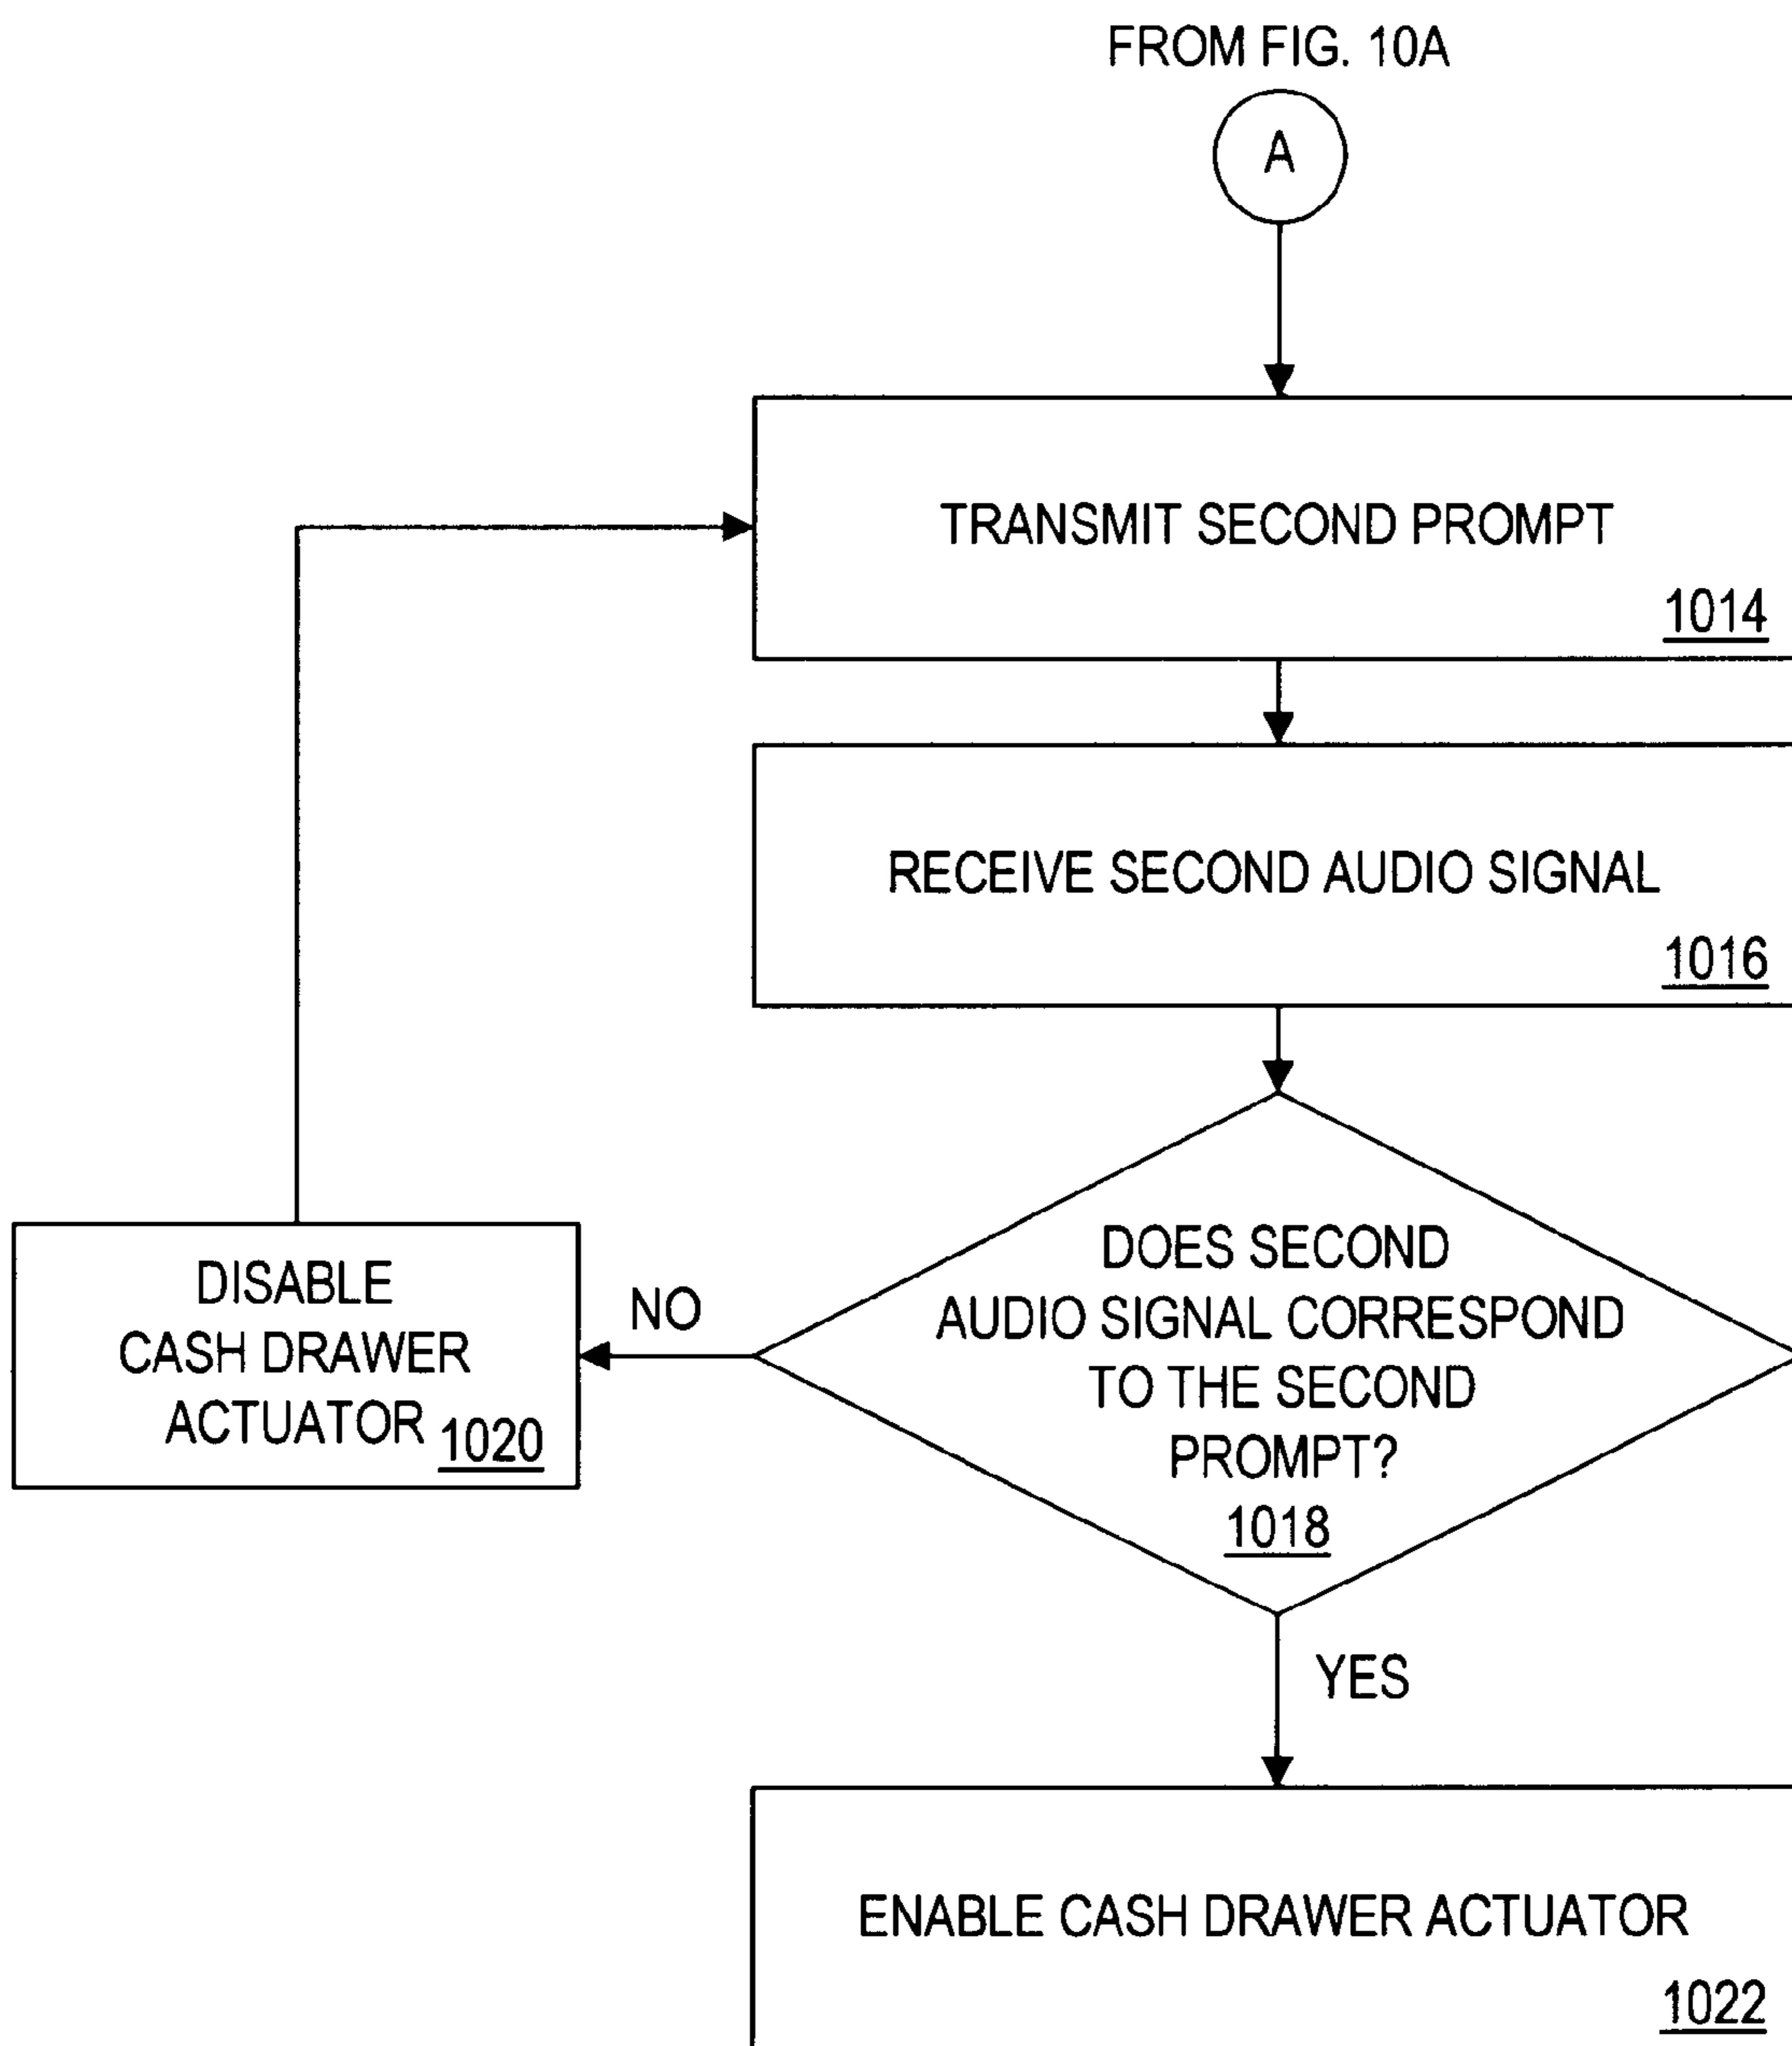 FROM FIG. 10A
A
TRANSMIT SECOND PROMPT
1014
RECEIVE SECOND AUDIO SIGNAL
1016
DOES SECOND
AUDIO SIGNAL CORRESPOND
TO THE SECOND
PROMPT?
1018
NO
DISABLE
CASH DRAWER
ACTUATOR 1020
YES
ENABLE CASH DRAWER ACTUATOR
1022